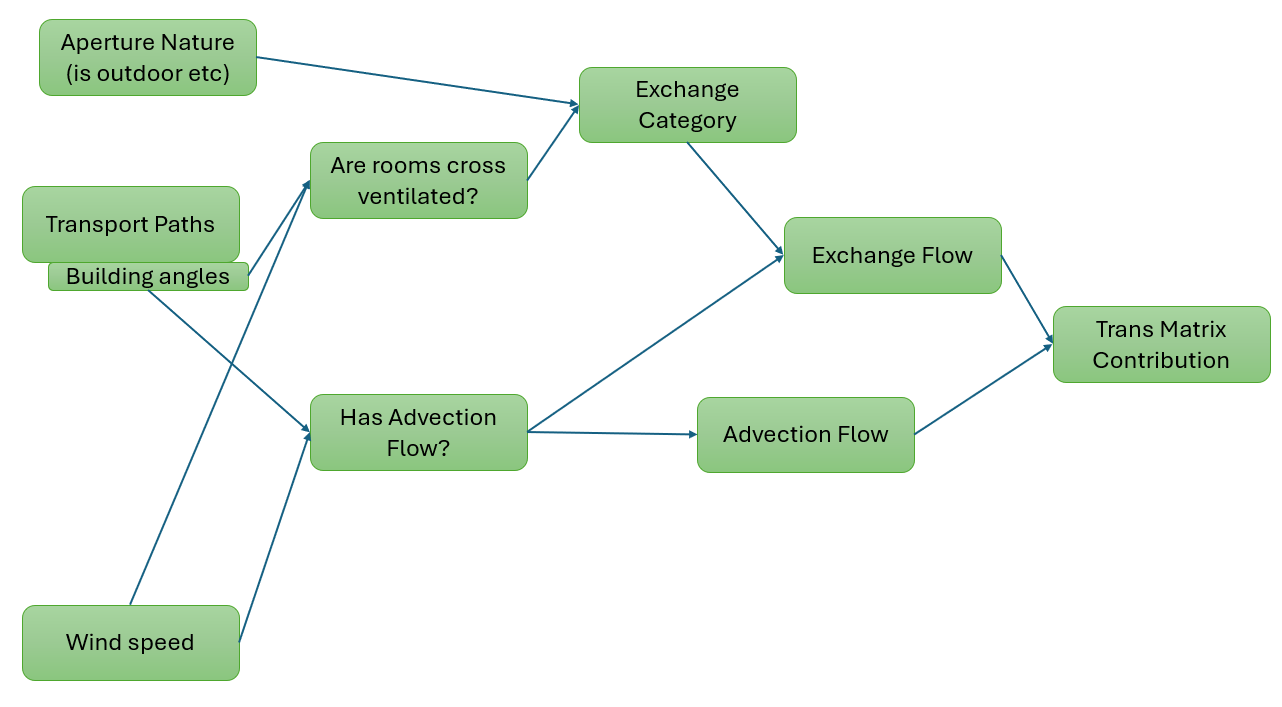 Aperture Nature
(is outdoor etc)
Exchange
Category
Are rooms cross
ventilated?
Transport Paths
Building angles
Exchange Flow
Trans Matrix
Contribution
Has Advection
Flow?
Advection Flow
Wind speed